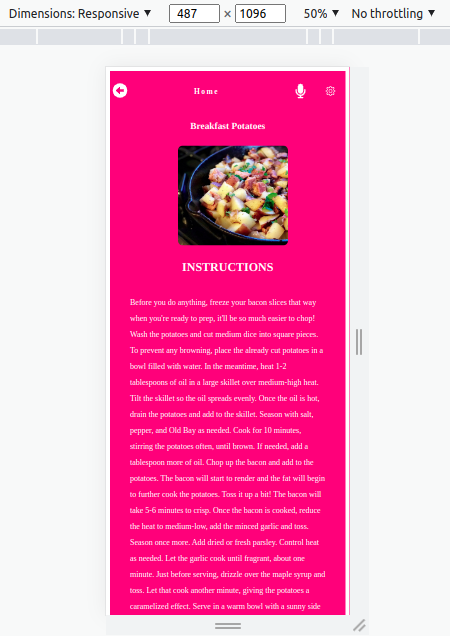 Dimensions: Responsive ▼ 487 × 1096 50% ▼ No throttling ▼
Home
Breakfast Potatoes
INSTRUCTIONS
Before you do anything, freeze your bacon slices that way
when you're ready to prep, it'll be so much easier to chop!
Wash the potatoes and cut medium dice into square pieces.
To prevent any browning, place the already cut potatoes in a
bowl filled with water. In the meantime, heat 1-2
tablespoons of oil in a large skillet over medium-high heat.
Tilt the skillet so the oil spreads evenly. Once the oil is hot,
drain the potatoes and add to the skillet. Season with salt,
pepper, and Old Bay as needed. Cook for 10 minutes,
stirring the potatoes often, until brown. If needed, add a
tablespoon more of oil. Chop up the bacon and add to the
potatoes. The bacon will start to render and the fat will begin
to further cook the potatoes. Toss it up a bit! The bacon will
take 5-6 minutes to crisp. Once the bacon is cooked, reduce
the heat to medium-low, add the minced garlic and toss.
Season once more. Add dried or fresh parsley. Control heat
as needed. Let the garlic cook until fragrant, about one
minute. Just before serving, drizzle over the maple syrup and
toss. Let that cook another minute, giving the potatoes a
caramelized effect. Serve in a warm bowl with a sunny side